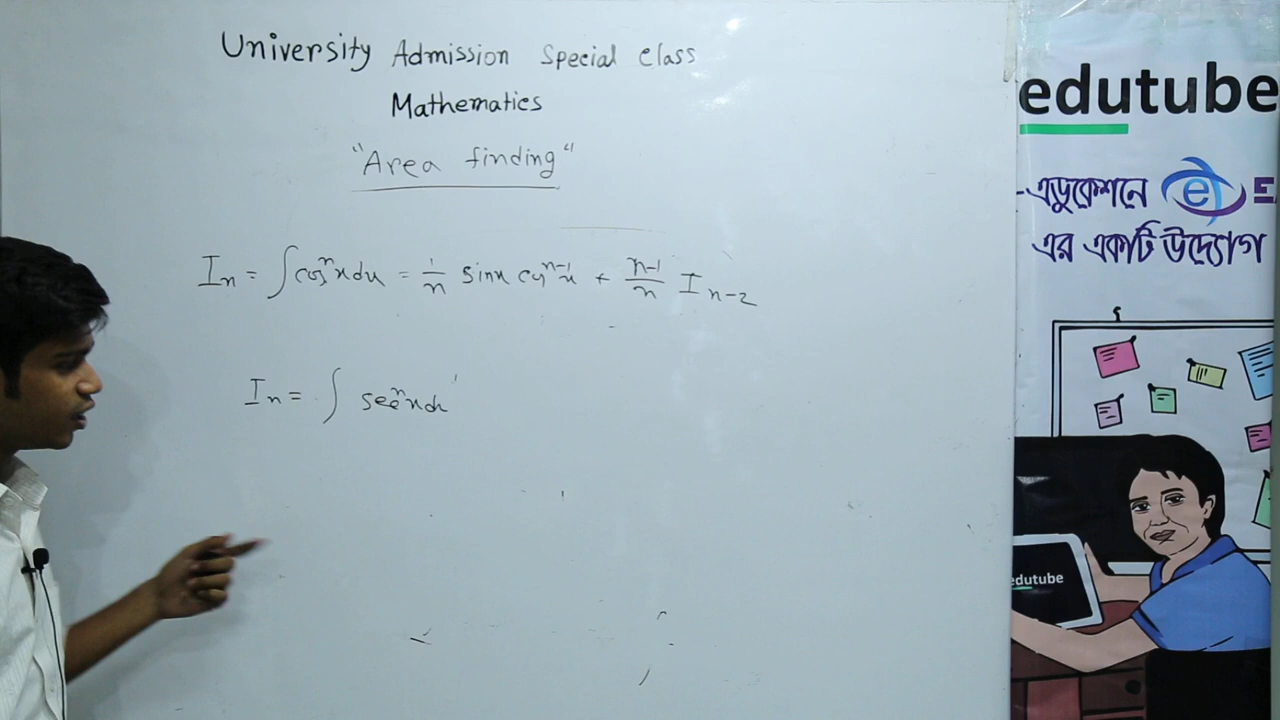 University Admission Special Class
Mathematics
"Area finding"
Iₙ = ∫cosⁿx dx = 1/n sinx cosⁿ⁻¹x + n-1/n Iₙ₋₂
Iₙ = ∫ secⁿx dx
edutube
-এডুকেশনে e E
এর একটি উদ্যোগ
edutube